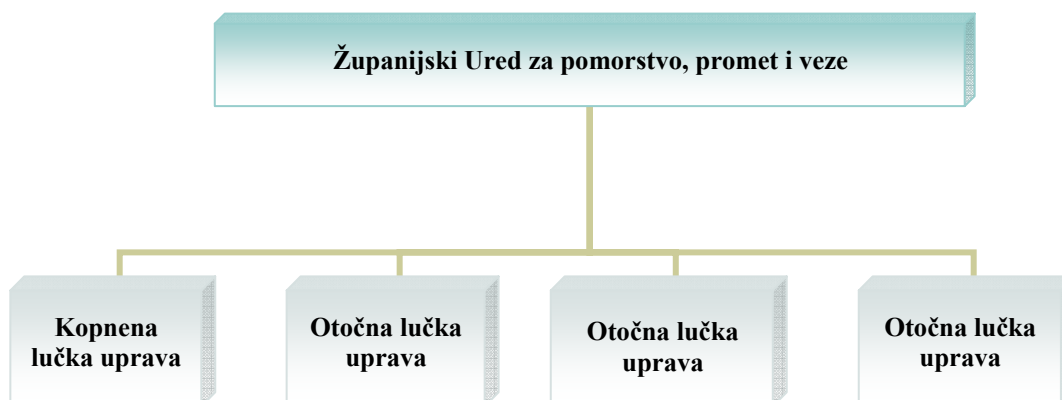 Županijski Ured za pomorstvo, promet i veze
Kopnena
lučka uprava
Otočna lučka
uprava
Otočna lučka
uprava
Otočna lučka
uprava